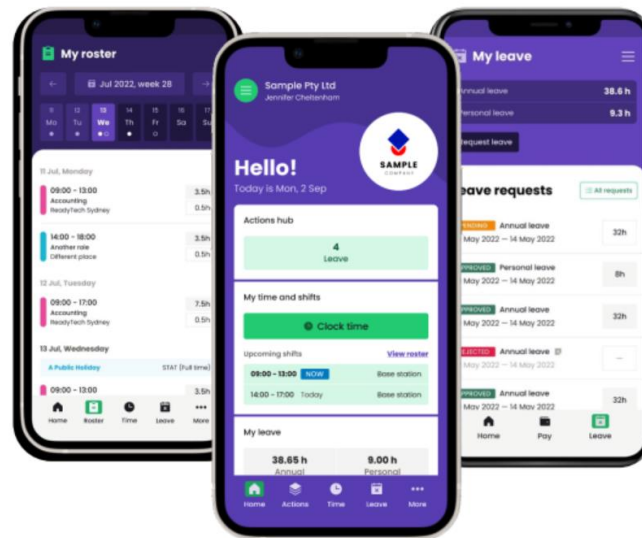 My roster
Jul 2022, week 28
11 12 13 14 15 16 17
Mo Tu We Th Fr Sa Su
11 Jul, Monday
09:00 - 13:00 3.5h
Accounting
ReadyTech Sydney 0.5h
14:00 - 18:00 3.5h
Another role
Different place 0.5h
12 Jul, Tuesday
09:00 - 17:00 7.5h
Accounting
ReadyTech Sydney 0.5h
13 Jul, Wednesday
A Public Holiday STAT (Full time)
09:00 - 13:00 3.5h
Home Roster Time Leave More
Sample Pty Ltd
Jennifer Cheltenham
SAMPLE
COMPANY
Hello!
Today is Mon, 2 Sep
Actions hub
4
Leave
My time and shifts
Clock time
Upcoming shifts View roster
09:00 - 13:00 NOW Base station
14:00 - 17:00 Today Base station
My leave
38.65 h 9.00 h
Annual Personal
Home Actions Time Leave More
My leave
Annual leave 38.6 h
Personal leave 9.3 h
Request leave
eave requests All requests
PENDING Annual leave 32h
May 2022 — 14 May 2022
APPROVED Personal leave 8h
May 2022 — 14 May 2022
APPROVED Annual leave 32h
May 2022 — 14 May 2022
EJECTED Annual leave --
May 2022 — 14 May 2022
APPROVED Annual leave 32h
May 2022 — 14 May 2022
Home Pay Leave